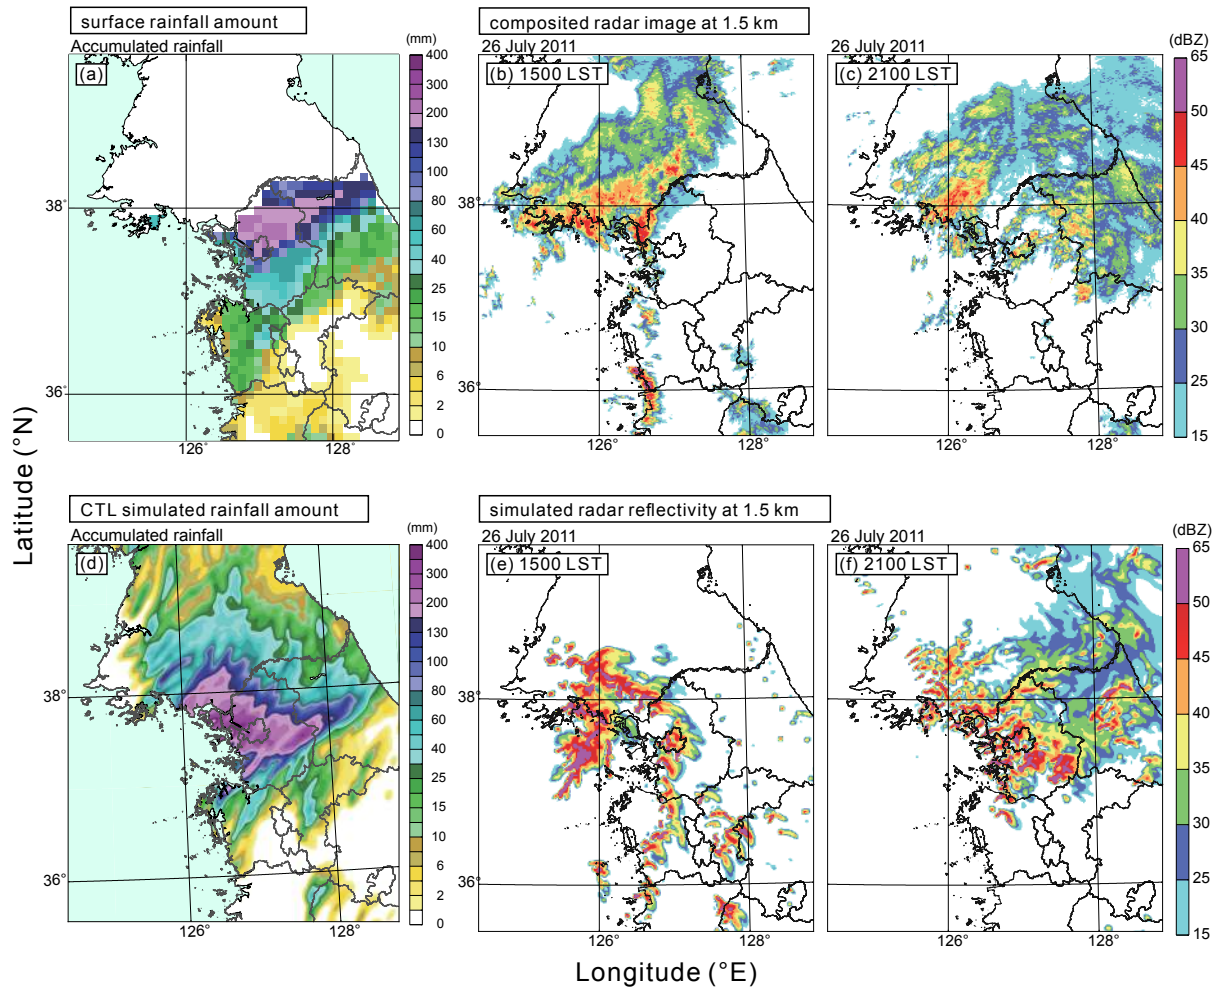 surface rainfall amount
Accumulated rainfall
(a)
(mm)
400
300
200
130
100
80
60
40
25
15
10
6
2
0
38°
36°
126°
128°
composited radar image at 1.5 km
26 July 2011
(b) 1500 LST
38°
36°
126°
128°
26 July 2011
(c) 2100 LST
(dBZ)
65
50
45
40
35
30
25
15
126°
128°
CTL simulated rainfall amount
Accumulated rainfall
(d)
(mm)
400
300
200
130
100
80
60
40
25
15
10
6
2
0
38°
36°
126°
128°
simulated radar reflectivity at 1.5 km
26 July 2011
(e) 1500 LST
38°
36°
126°
128°
26 July 2011
(f) 2100 LST
(dBZ)
65
50
45
40
35
30
25
15
126°
128°
Latitude (°N)
Longitude (°E)